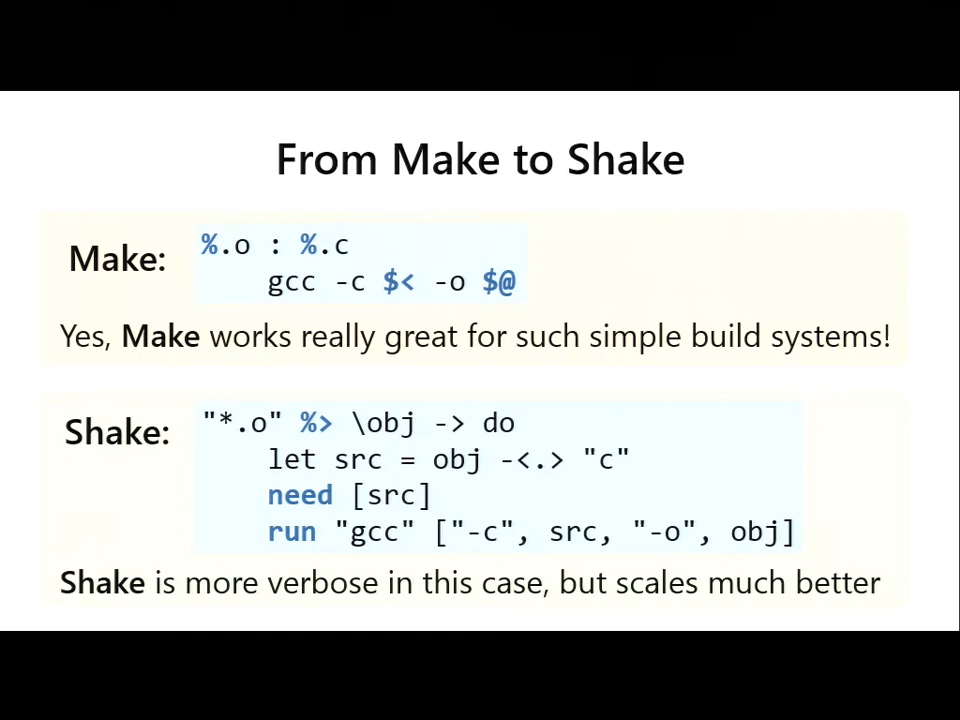 From Make to Shake
Make:
%.o : %.c
gcc -c $< -o $@
Yes, Make works really great for such simple build systems!
Shake:
"*.o" %> \obj -> do
let src = obj -<.> "c"
need [src]
run "gcc" ["-c", src, "-o", obj]
Shake is more verbose in this case, but scales much better